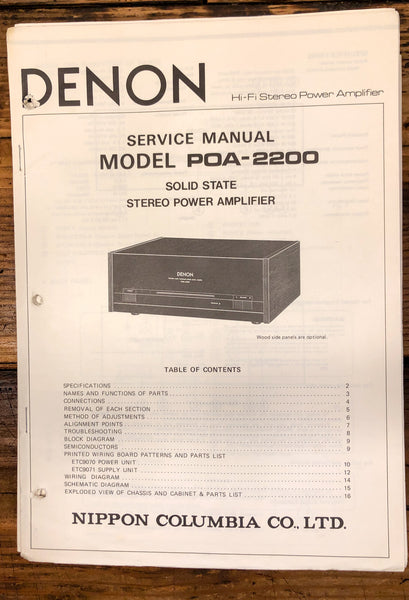 DENON
Hi-Fi Stereo Power Amplifier
SERVICE MANUAL
MODEL POA-2200
SOLID STATE
STEREO POWER AMPLIFIER
DENON
Wood side panels are optional.
TABLE OF CONTENTS
SPECIFICATIONS 2
NAMES AND FUNCTIONS OF PARTS 3
CONNECTIONS 4
REMOVAL OF EACH SECTION 5
METHOD OF ADJUSTMENTS 6
ALIGNMENT POINTS 7
TROUBLESHOOTING 8
BLOCK DIAGRAM 9
SEMICONDUCTORS 9
PRINTED WIRING BOARD PATTERNS AND PARTS LIST
ETC9070 POWER UNIT 10
ETC9071 SUPPLY UNIT 12
WIRING DIAGRAM 14
SCHEMATIC DIAGRAM 15
EXPLODED VIEW OF CHASSIS AND CABINET & PARTS LIST 16
NIPPON COLUMBIA CO., LTD.